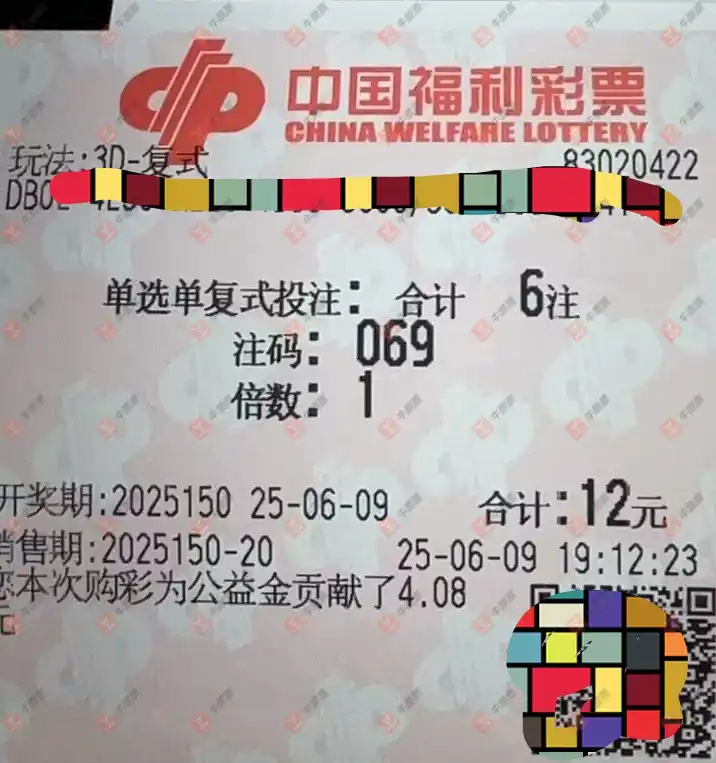 中国福利彩票
CHINA WELFARE LOTTERY
玩法:3D-复式 83020422
单选单复式投注: 合计 6注
注码: 069
倍数: 1
开奖期:2025150 25-06-09 合计:12元
销售期:2025150-20 25-06-09 19:12:23
您本次购彩为公益金贡献了4.08
元